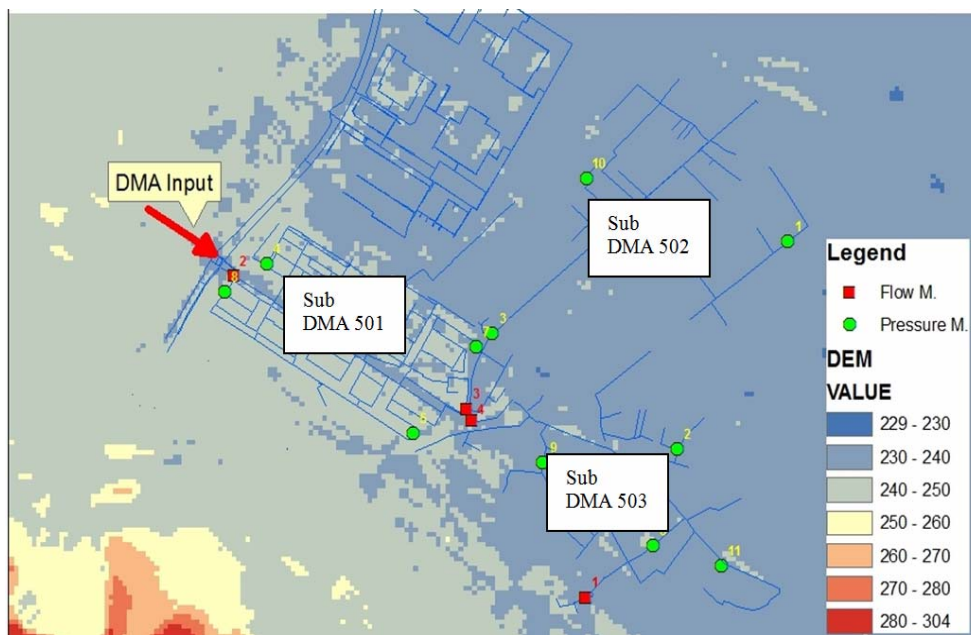 DMA Input
10
Sub
DMA 502
1
2
8
Sub
DMA 501
Legend
Flow M.
Pressure M.
DEM
VALUE
229 - 230
230 - 240
240 - 250
250 - 260
260 - 270
270 - 280
280 - 304
3
7
3
4
2
9
Sub
DMA 503
11
1